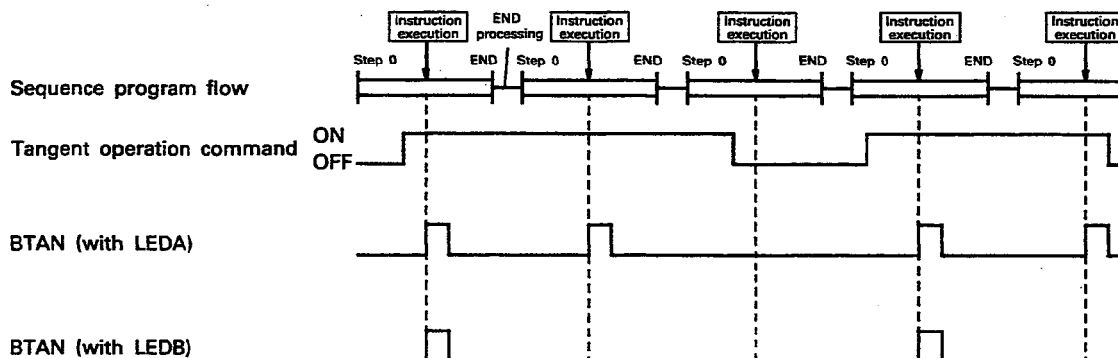 Instruction execution
END processing
Instruction execution
Instruction execution
Instruction execution
Instruction execution
Step 0 END Step 0 END Step 0 END Step 0 END Step 0
Sequence program flow
Tangent operation command ON OFF
BTAN (with LEDA)
BTAN (with LEDB)